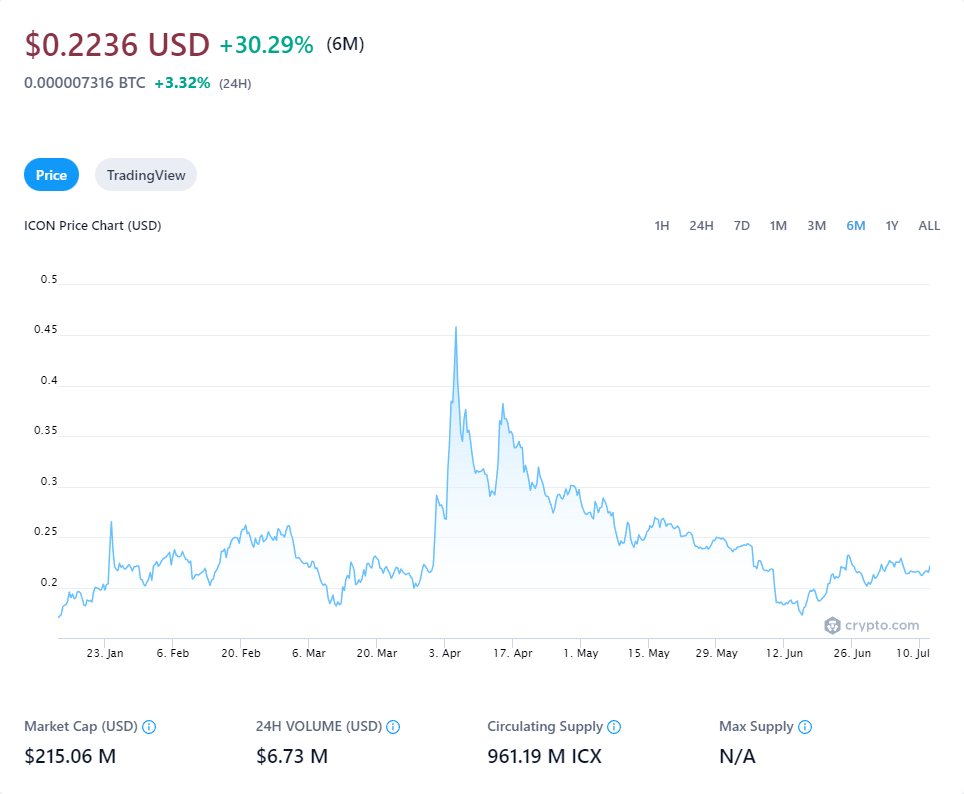 $0.2236 USD +30.29% (6M)
0.000007316 BTC +3.32% (24H)
Price TradingView
ICON Price Chart (USD) 1H 24H 7D 1M 3M 6M 1Y ALL
0.5
0.45
0.4
0.35
0.3
0.25
0.2
crypto.com
23. Jan 6. Feb 20. Feb 6. Mar 20. Mar 3. Apr 17. Apr 1. May 15. May 29. May 12. Jun 26. Jun 10. Jul
Market Cap (USD) 24H VOLUME (USD) Circulating Supply Max Supply
$215.06 M $6.73 M 961.19 M ICX N/A